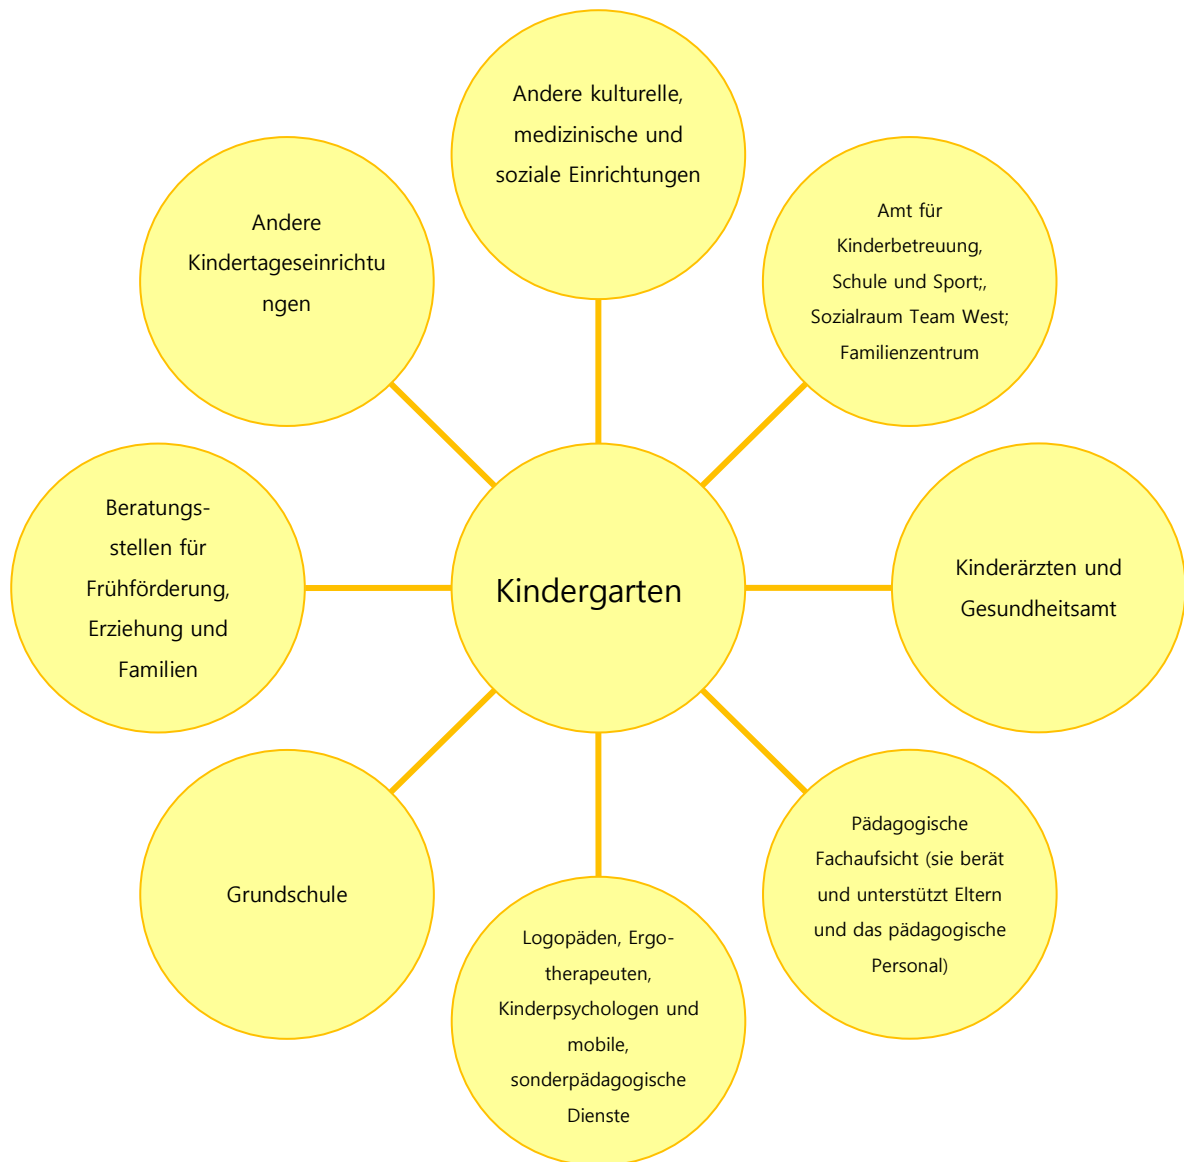 Andere kulturelle,
medizinische und
soziale Einrichtungen
Amt für
Kinderbetreuung,
Schule und Sport;,
Sozialraum Team West;
Familienzentrum
Kinderärzten und
Gesundheitsamt
Pädagogische
Fachaufsicht (sie berät
und unterstützt Eltern
und das pädagogische
Personal)
Logopäden, Ergo-
therapeuten,
Kinderpsychologen und
mobile,
sonderpädagogische
Dienste
Grundschule
Beratungs-
stellen für
Frühförderung,
Erziehung und
Familien
Andere
Kindertageseinrichtu
ngen
Kindergarten